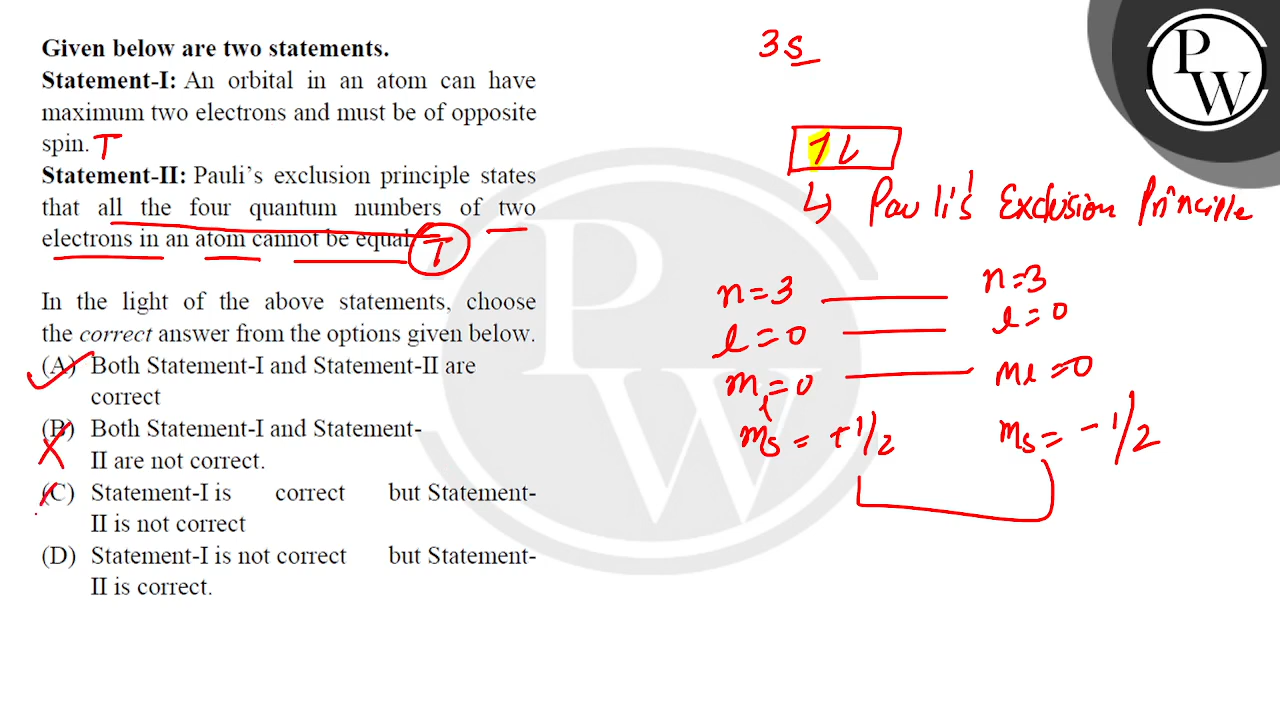 Given below are two statements.
Statement-I: An orbital in an atom can have
maximum two electrons and must be of opposite
spin. T
Statement-II: Pauli's exclusion principle states
that all the four quantum numbers of two
electrons in an atom cannot be equal. T
In the light of the above statements, choose
the correct answer from the options given below.
(A) Both Statement-I and Statement-II are
correct
(B) Both Statement-I and Statement-
II are not correct.
(C) Statement-I is correct but Statement-
II is not correct
(D) Statement-I is not correct but Statement-
II is correct.
3s
1 L
↳ Pauli's Exclusion Principle
n=3 n=3
l=0 l=0
ml=0 ml=0
ms=+1/2 ms=-1/2
P
W
P
W